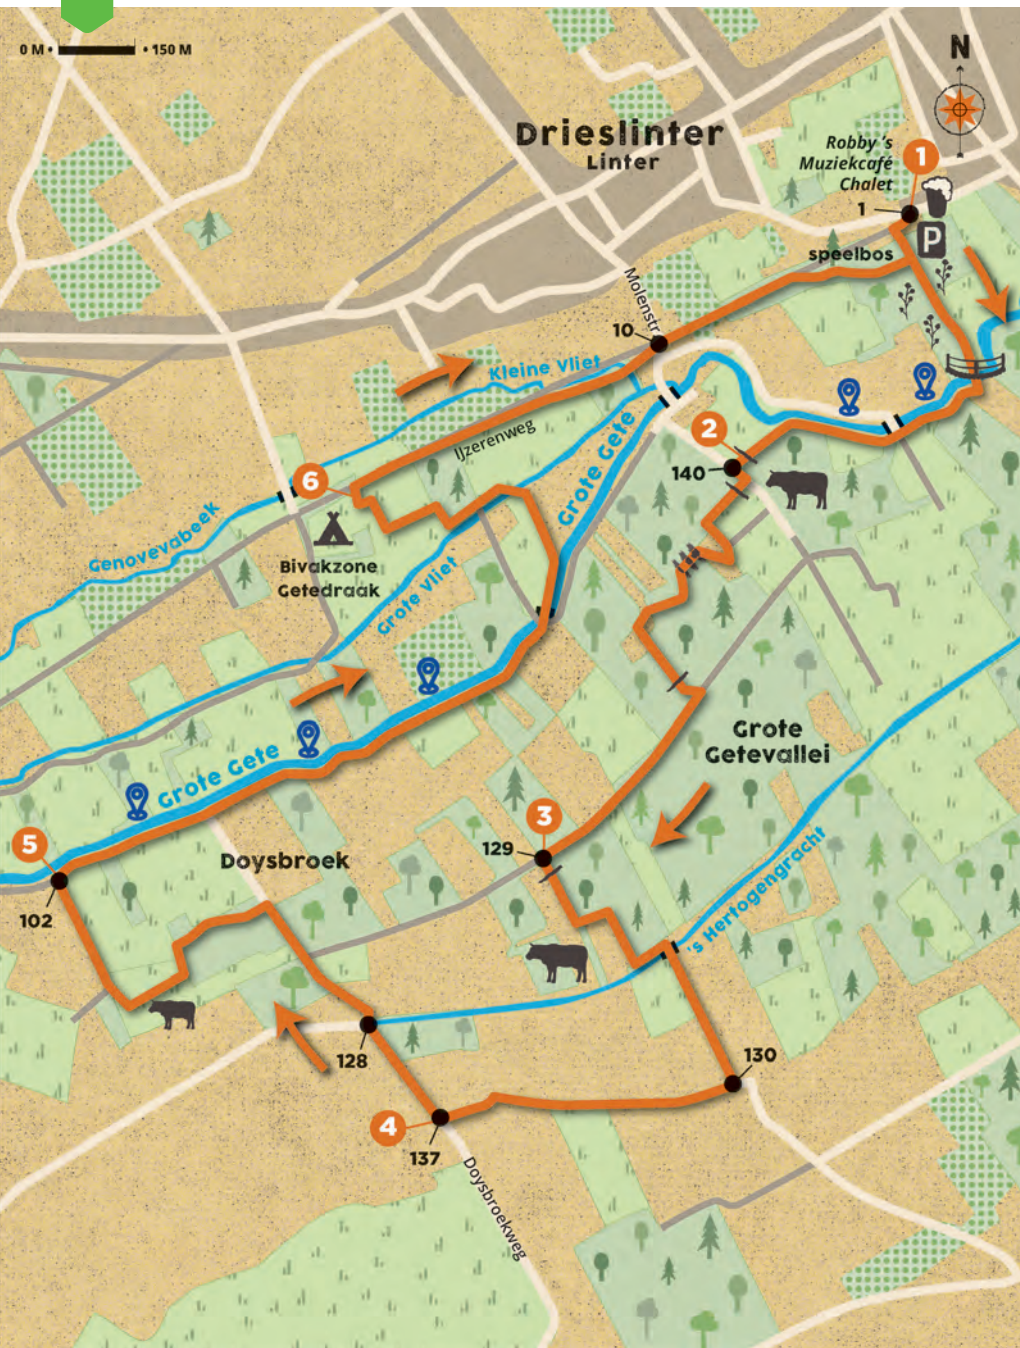 0 M • • 150 M
N
Drieslinter
Linter
Robby 's
Muziekcafé
Chalet
1
1
P
speelbos
Molenstr.
10
Kleine Vliet
IJzerenweg
Grote Gete
2
140
6
Genovevabeek
Bivakzone
Getedraak
Grote Vliet
Grote
Getevallei
Grote Gete
3
129
5
102
Doysbroek
's Hertogengracht
128
130
4
137
Doysbroekweg